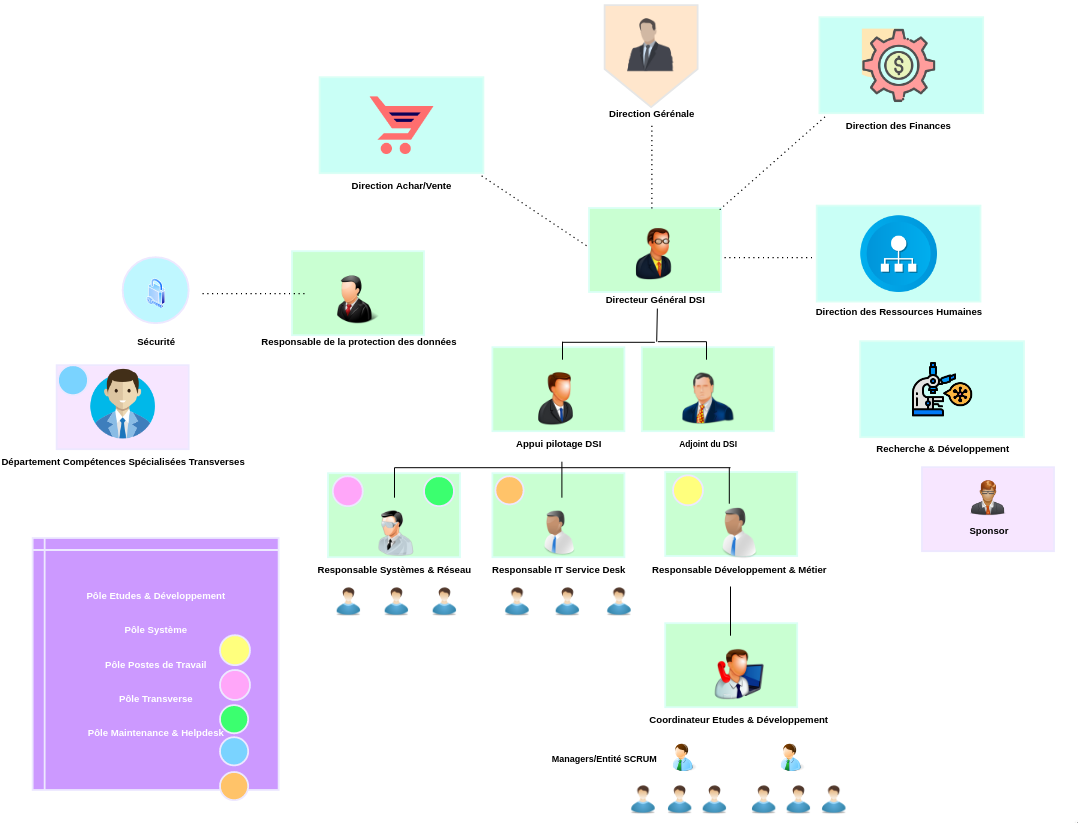 Direction Gérénale
Direction des Finances
Direction Achar/Vente
Directeur Général DSI
Direction des Ressources Humaines
Sécurité
Responsable de la protection des données
Appui pilotage DSI
Adjoint du DSI
Recherche & Développement
Département Compétences Spécialisées Transverses
Sponsor
Responsable Systèmes & Réseau
Responsable IT Service Desk
Responsable Développement & Métier
Pôle Etudes & Développement
Pôle Système
Pôle Postes de Travail
Pôle Transverse
Pôle Maintenance & Helpdesk
Coordinateur Etudes & Développement
Managers/Entité SCRUM